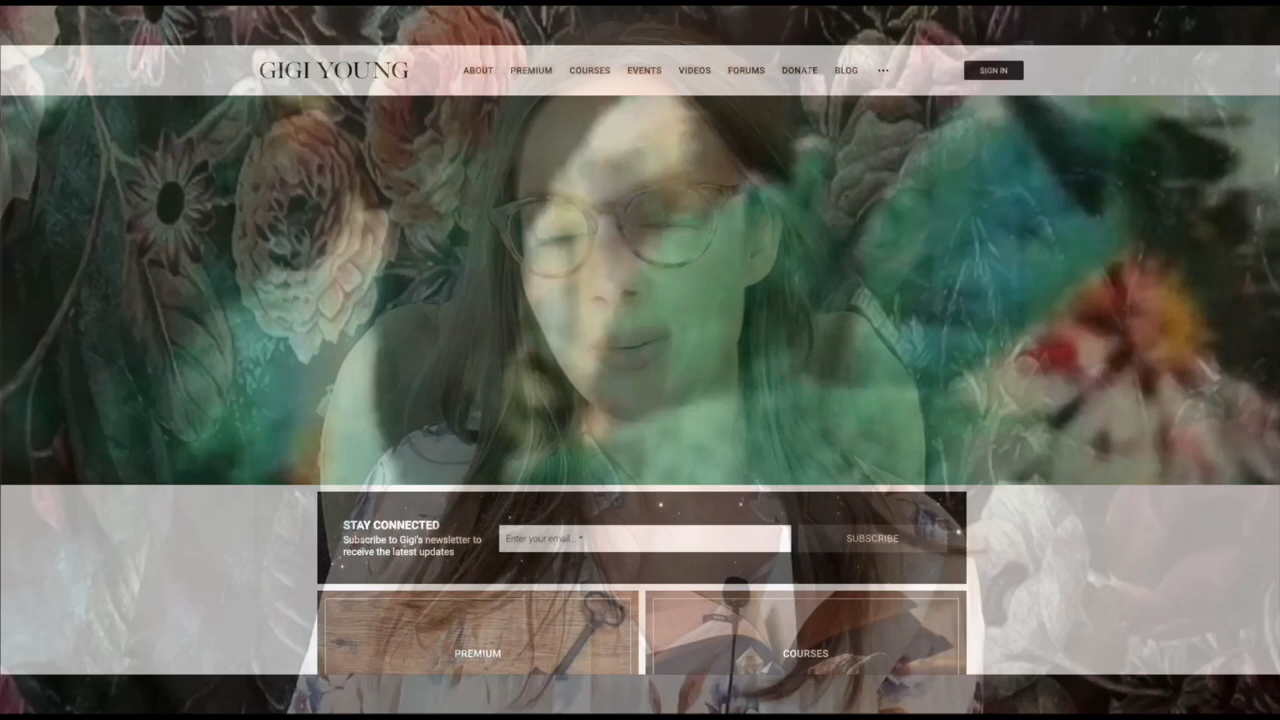 GIGI YOUNG
ABOUT PREMIUM COURSES EVENTS VIDEOS FORUMS DONATE BLOG ••• SIGN IN
STAY CONNECTED
Subscribe to Gigi's newsletter to
receive the latest updates
Enter your email... *
SUBSCRIBE
PREMIUM
COURSES